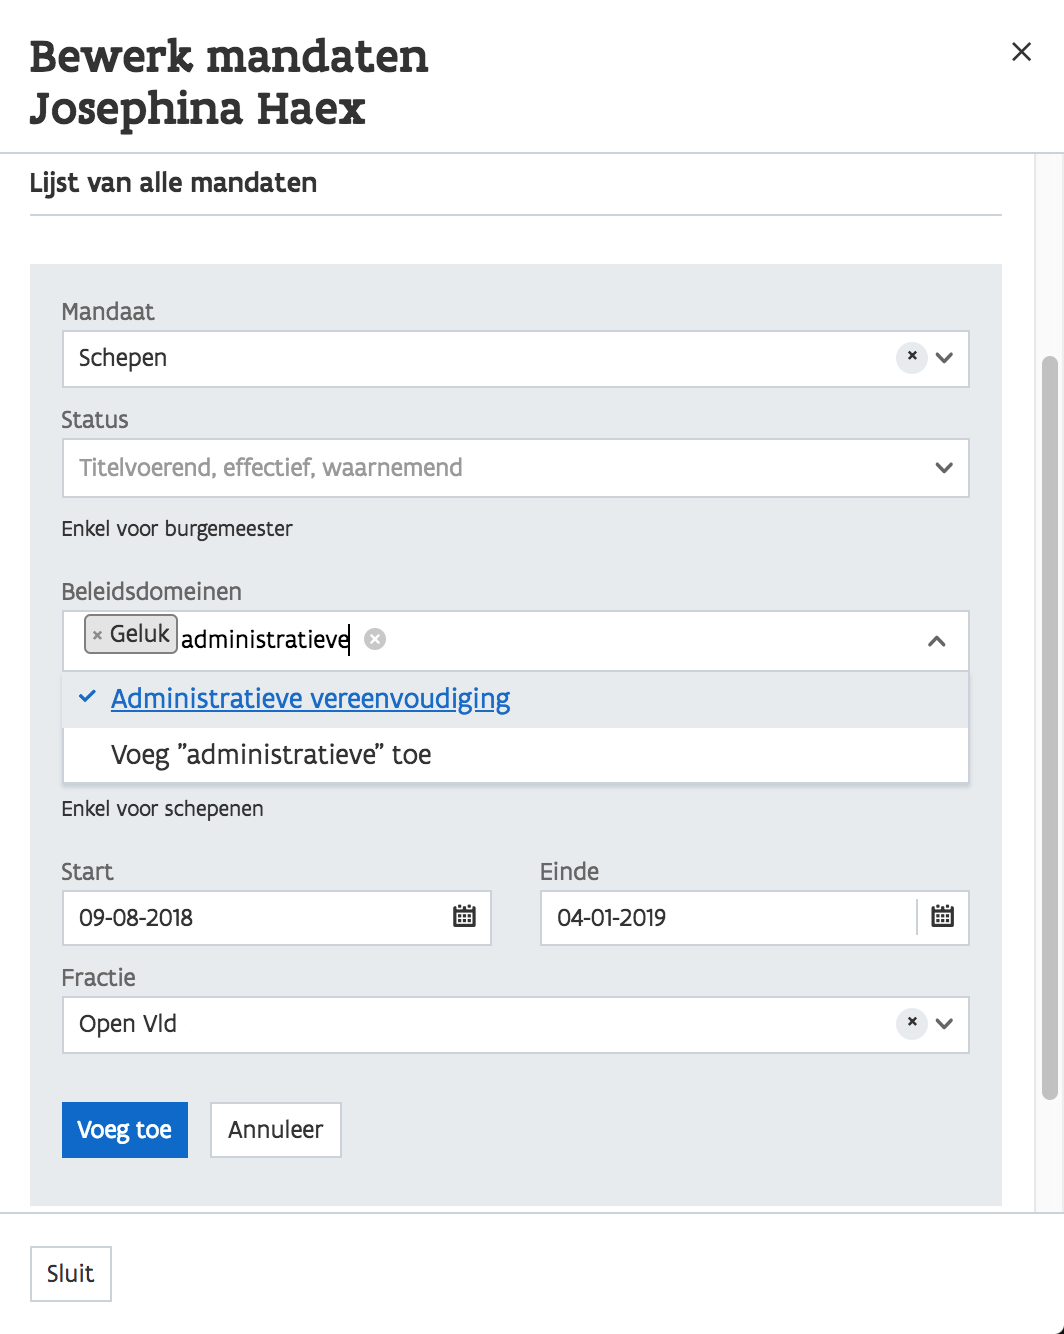 Bewerk mandaten
Josephina Haex
Lijst van alle mandaten
Mandaat
Schepen
Status
Titelvoerend, effectief, waarnemend
Enkel voor burgemeester
Beleidsdomeinen
× Geluk administratieve
Administratieve vereenvoudiging
Voeg ”administratieve” toe
Enkel voor schepenen
Start Einde
09-08-2018 04-01-2019
Fractie
Open Vld
Voeg toe Annuleer
Sluit